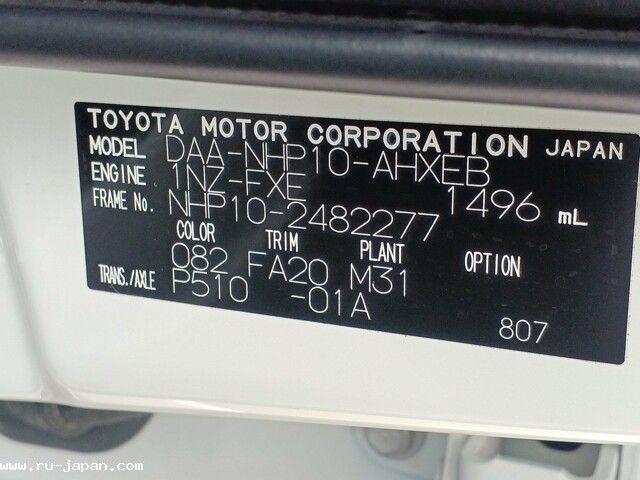 TOYOTA MOTOR CORPORATION JAPAN
MODEL DAA-NHP10-AHXEB
ENGINE 1NZ-FXE 1496 mL
FRAME No. NHP10-2482277
COLOR TRIM PLANT OPTION
082 FA20 M31
TRANS./AXLE P510 -01A
807
www.ru-japan.com